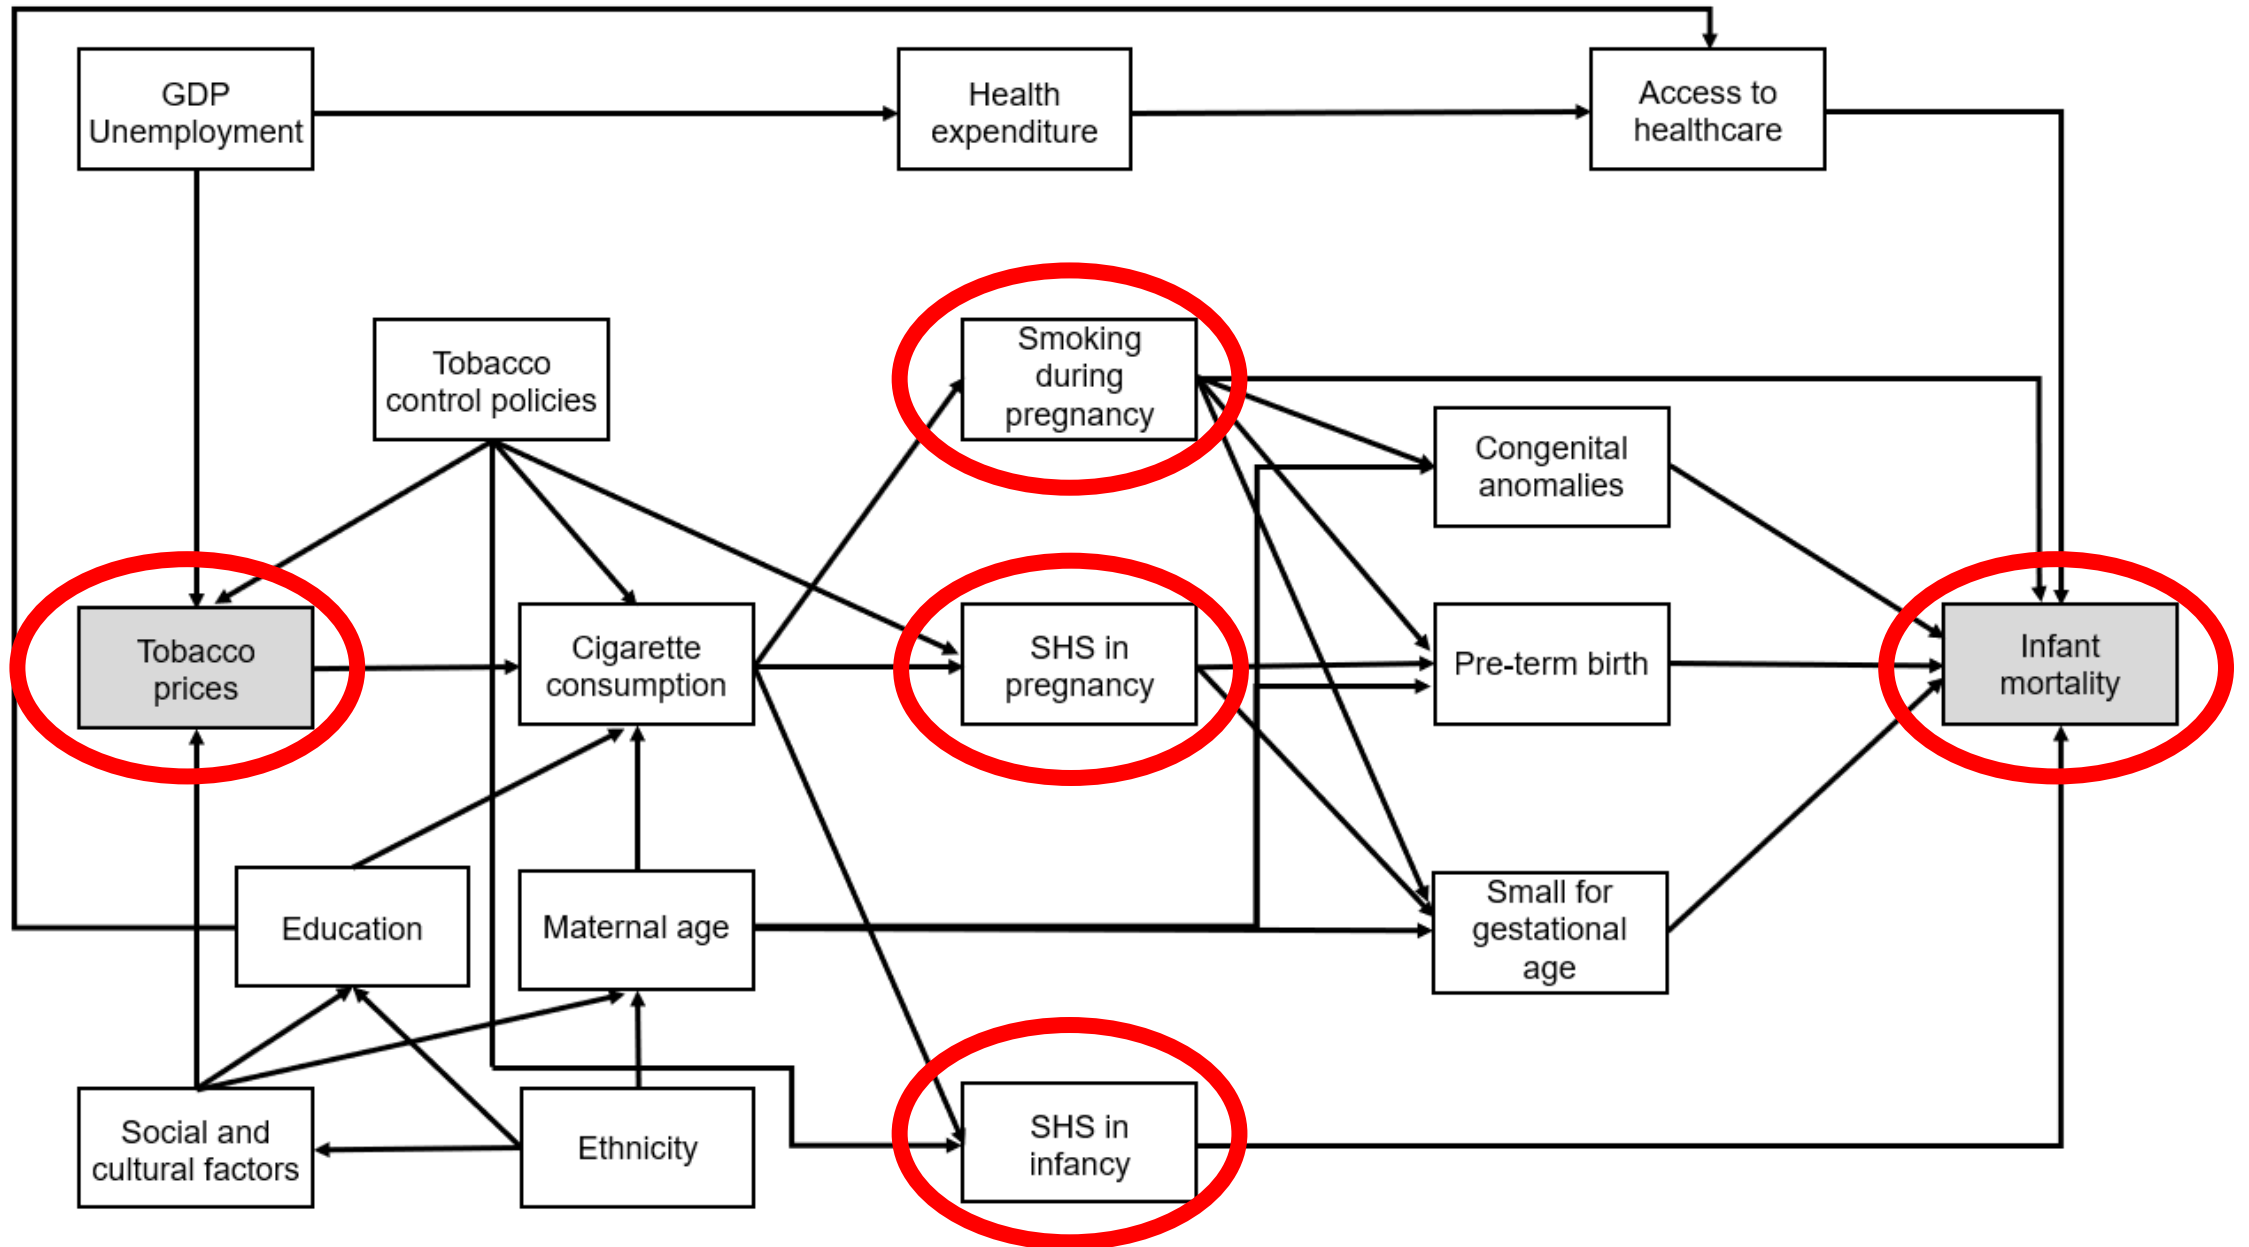 GDP
Unemployment
Health
expenditure
Access to
healthcare
Tobacco
control policies
Smoking
during
pregnancy
Congenital
anomalies
Tobacco
prices
Cigarette
consumption
SHS in
pregnancy
Pre-term birth
Infant
mortality
Education
Maternal age
Small for
gestational
age
Social and
cultural factors
Ethnicity
SHS in
infancy